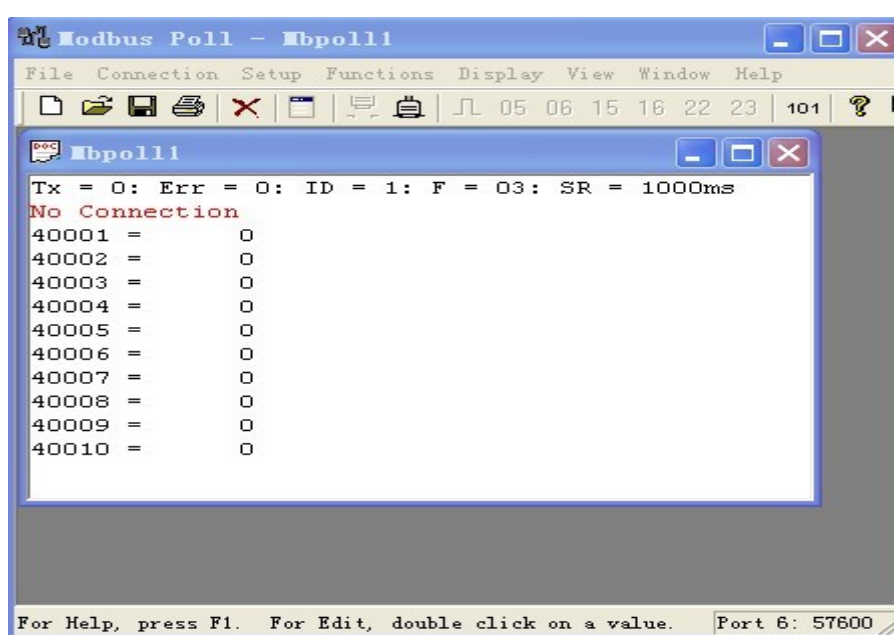 Modbus Poll - Mbpoll1
File Connection Setup Functions Display View Window Help
05 06 15 16 22 23 101
Mbpoll1
Tx = 0: Err = 0: ID = 1: F = 03: SR = 1000ms
No Connection
40001 = 0
40002 = 0
40003 = 0
40004 = 0
40005 = 0
40006 = 0
40007 = 0
40008 = 0
40009 = 0
40010 = 0
For Help, press F1. For Edit, double click on a value. Port 6: 57600